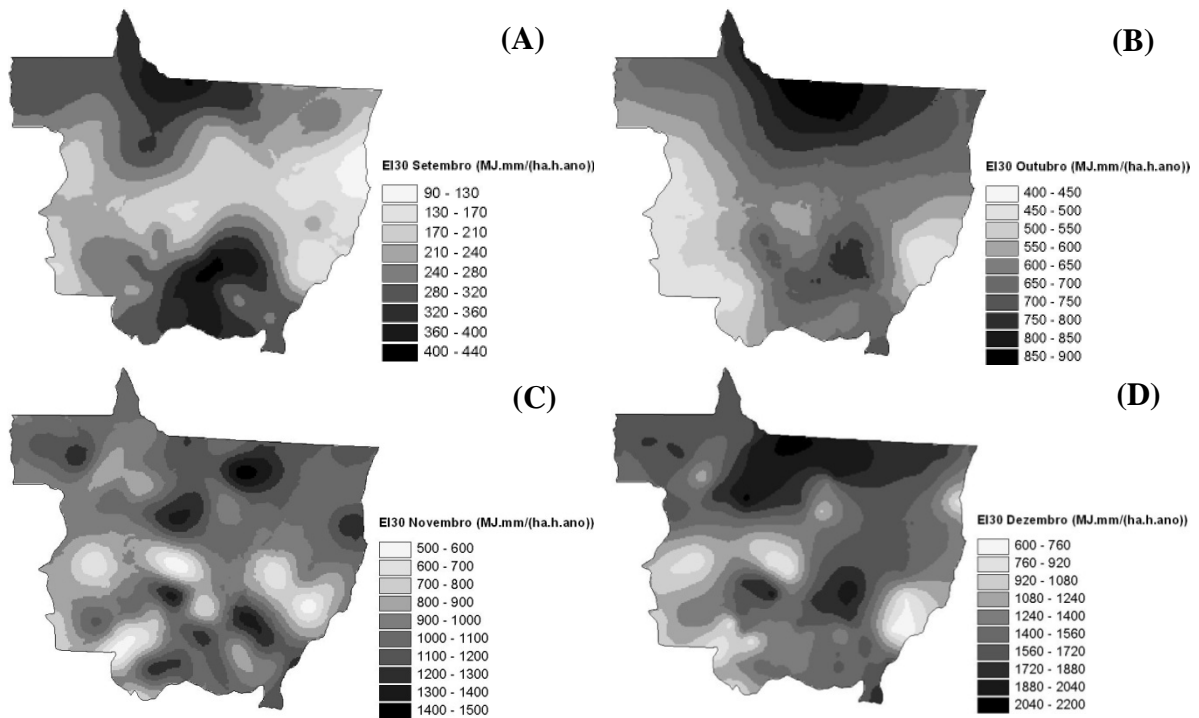 (A)
EI30 Setembro (MJ.mm/(ha.h.ano))
90 - 130
130 - 170
170 - 210
210 - 240
240 - 280
280 - 320
320 - 360
360 - 400
400 - 440
(B)
EI30 Outubro (MJ.mm/(ha.h.ano))
400 - 450
450 - 500
500 - 550
550 - 600
600 - 650
650 - 700
700 - 750
750 - 800
800 - 850
850 - 900
(C)
EI30 Novembro (MJ.mm/(ha.h.ano))
500 - 600
600 - 700
700 - 800
800 - 900
900 - 1000
1000 - 1100
1100 - 1200
1200 - 1300
1300 - 1400
1400 - 1500
(D)
EI30 Dezembro (MJ.mm/(ha.h.ano))
600 - 760
760 - 920
920 - 1080
1080 - 1240
1240 - 1400
1400 - 1560
1560 - 1720
1720 - 1880
1880 - 2040
2040 - 2200